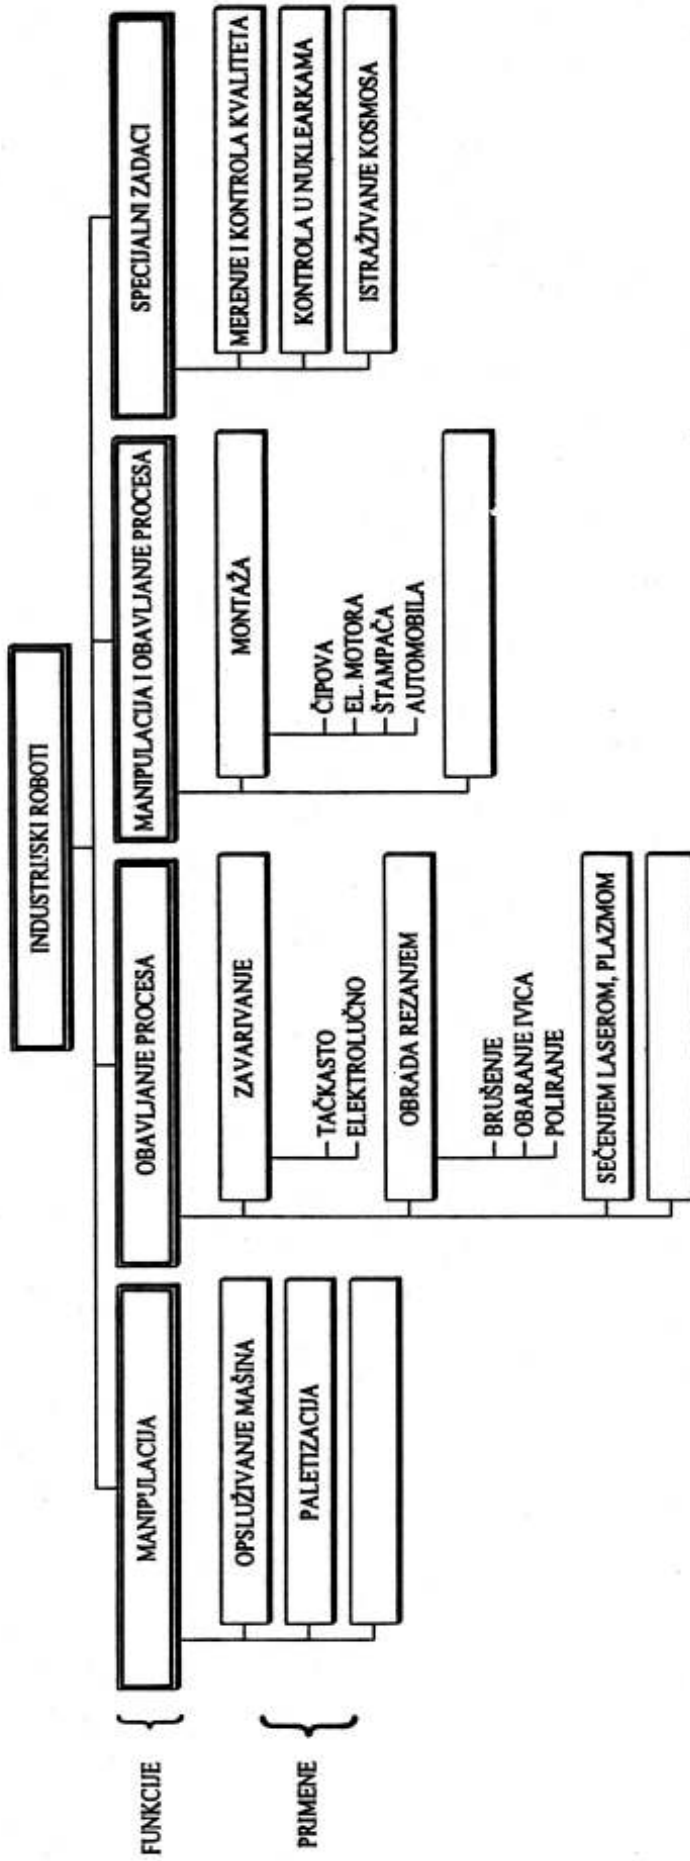 INDUSTRIJSKI ROBOTI
FUNKCIJE
MANIPULACIJA
OBAVLJANJE PROCESA
MANIPULACIJA I OBAVLJANJE PROCESA
SPECIJALNI ZADACI
PRIMENE
OPSLUŽIVANJE MAŠINA
PALETIZACIJA
ZAVARIVANJE
TAČKASTO
ELEKTROLUČNO
OBRADA REZANJEM
BRUŠENJE
OBARANJE IVICA
POLIRANJE
SEČENJEM LASEROM, PLAZMOM
MONTAŽA
ČIPOVA
EL. MOTORA
ŠTAMPAČA
AUTOMOBILA
MERENJE I KONTROLA KVALITETA
KONTROLA U NUKLEARKAMA
ISTRAŽIVANJE KOSMOSA